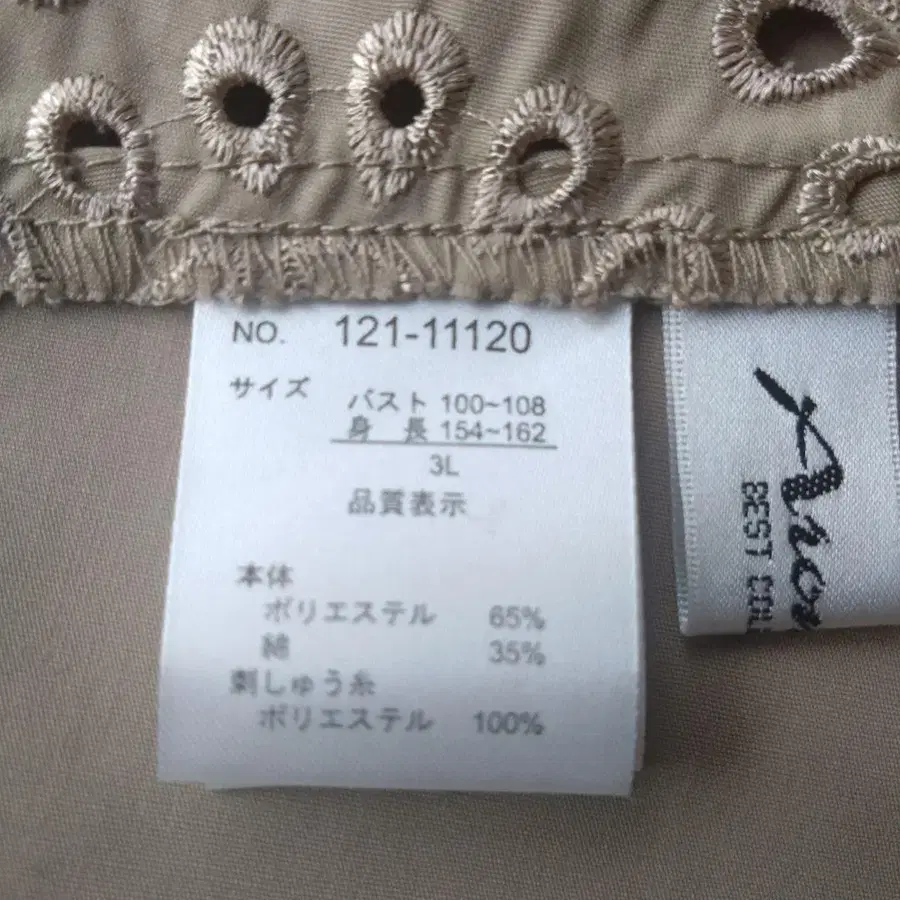 NO. 121-11120
サイズ
バスト 100~108
身 長 154~162
3L
品質表示
本体
ポリエステル 65%
綿 35%
刺しゅう糸
ポリエステル 100%
BEST